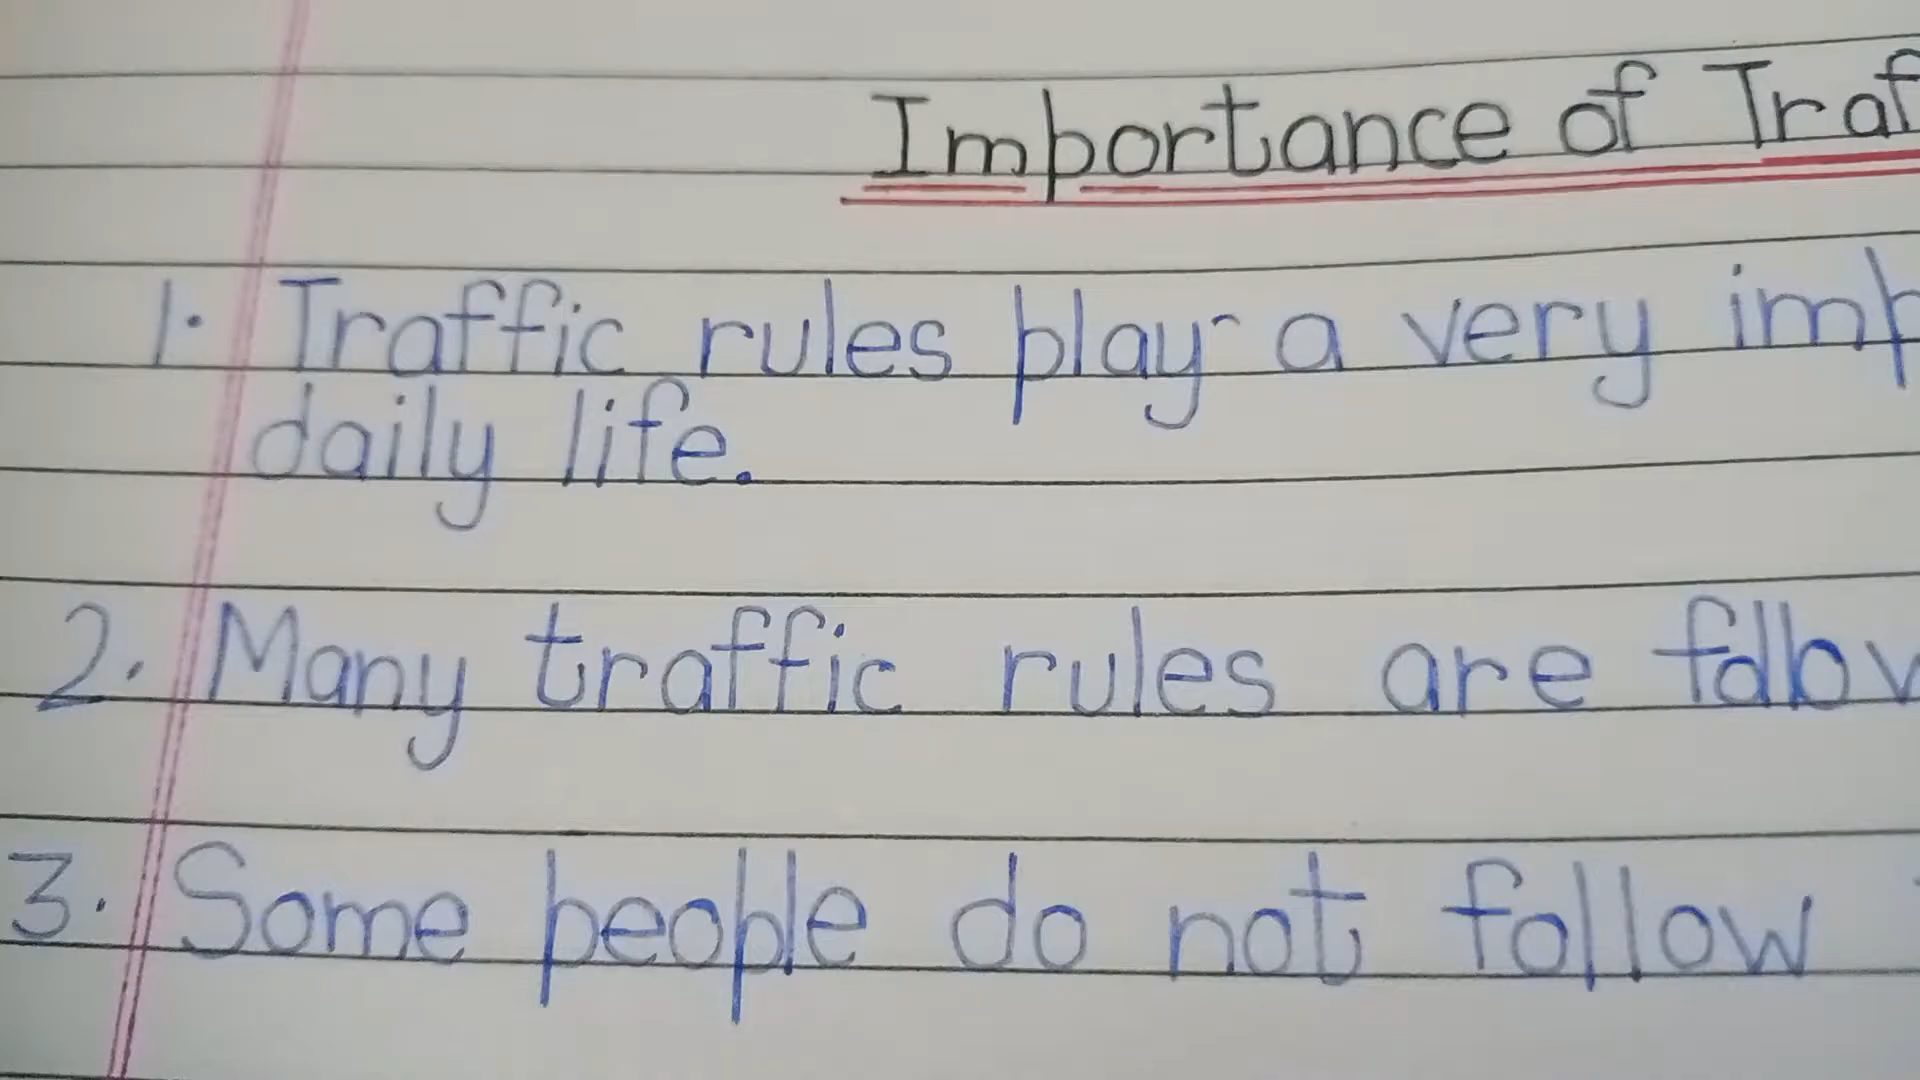 Importance of Traf
1. Traffic rules play a very imp
daily life.
2. Many traffic rules are follow
3. Some people do not follow